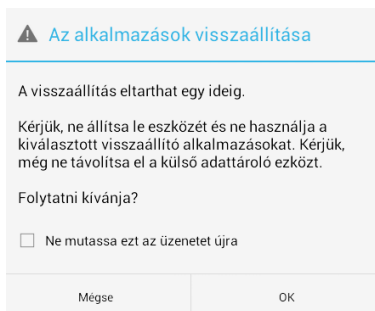 Az alkalmazások visszaállítása
A visszaállítás eltarthat egy ideig.
Kérjük, ne állítsa le eszközét és ne használja a
kiválasztott visszaállító alkalmazásokat. Kérjük,
még ne távolítsa el a külső adattároló ezközt.
Folytatni kívánja?
Ne mutassa ezt az üzenetet újra
Mégse
OK